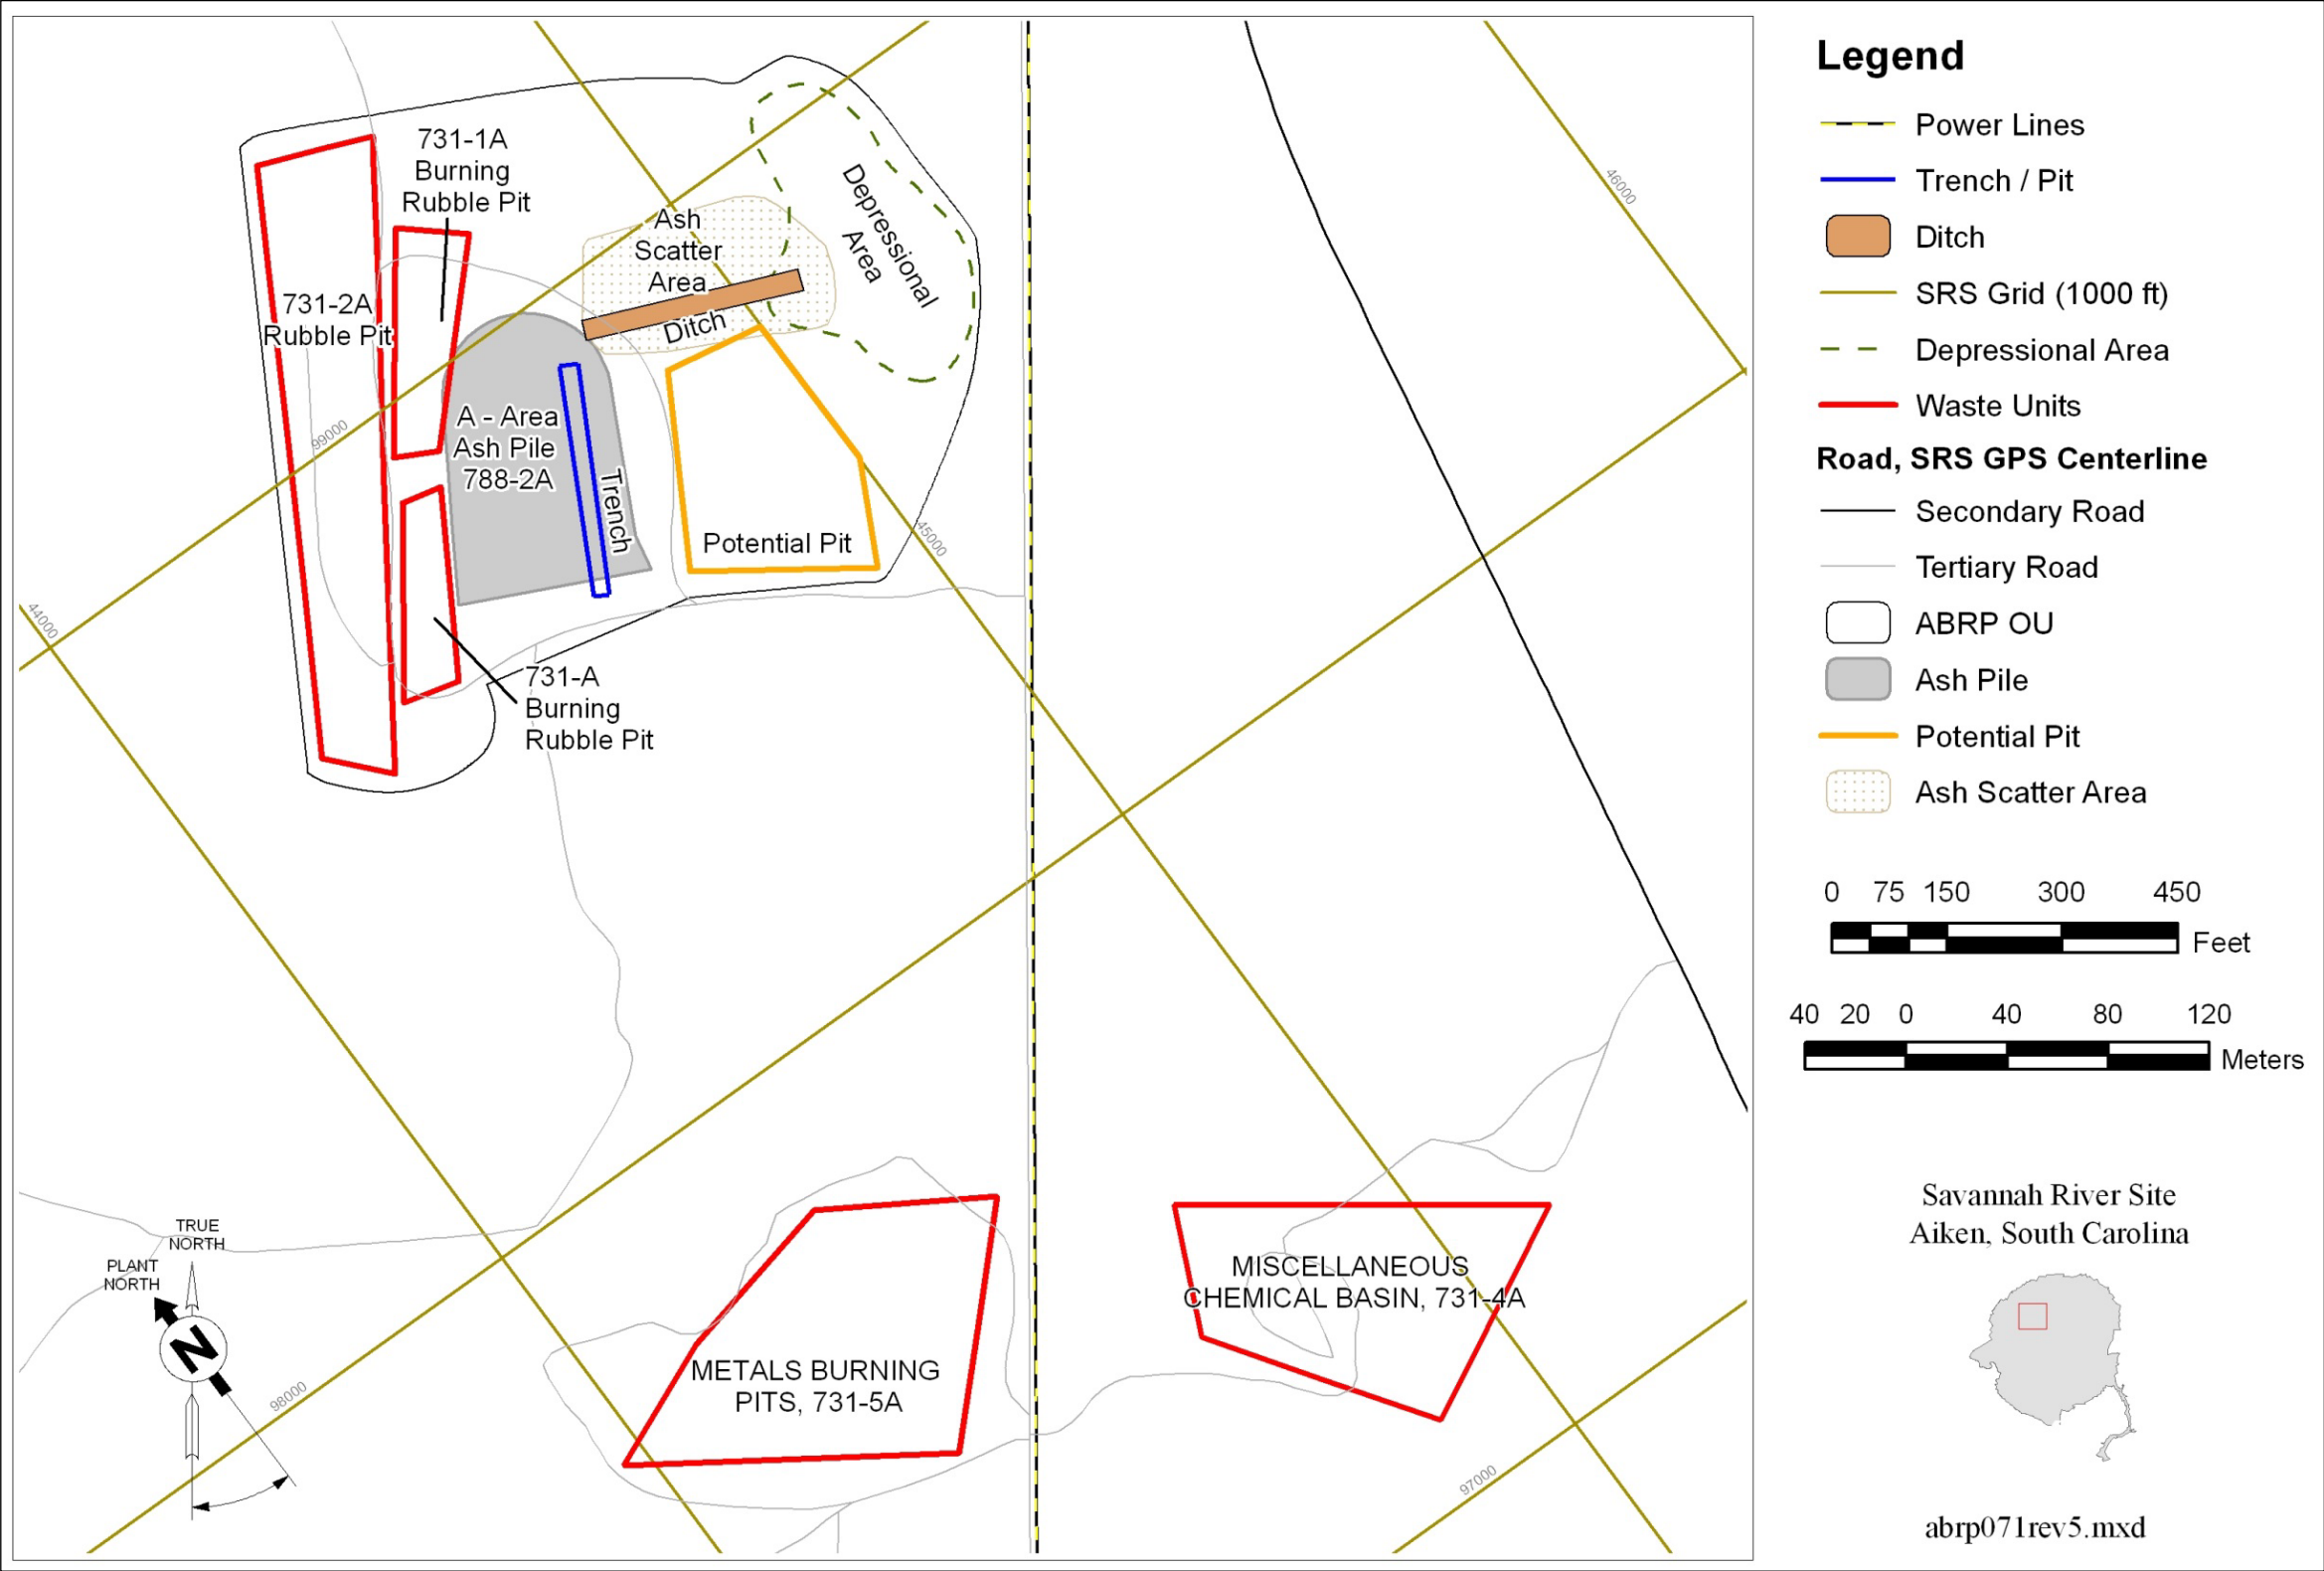 731-1A
Burning
Rubble Pit
731-2A
Rubble Pit
Ash
Scatter
Area
Ditch
Depressional
Area
A - Area
Ash Pile
788-2A
Trench
Potential Pit
731-A
Burning
Rubble Pit
46000
99000
45000
44000
TRUE
NORTH
PLANT
NORTH
N
98000
METALS BURNING
PITS, 731-5A
MISCELLANEOUS
CHEMICAL BASIN, 731-4A
97000
Legend
Power Lines
Trench / Pit
Ditch
SRS Grid (1000 ft)
Depressional Area
Waste Units
Road, SRS GPS Centerline
Secondary Road
Tertiary Road
ABRP OU
Ash Pile
Potential Pit
Ash Scatter Area
0 75 150 300 450
Feet
40 20 0 40 80 120
Meters
Savannah River Site
Aiken, South Carolina
abrp071rev5.mxd